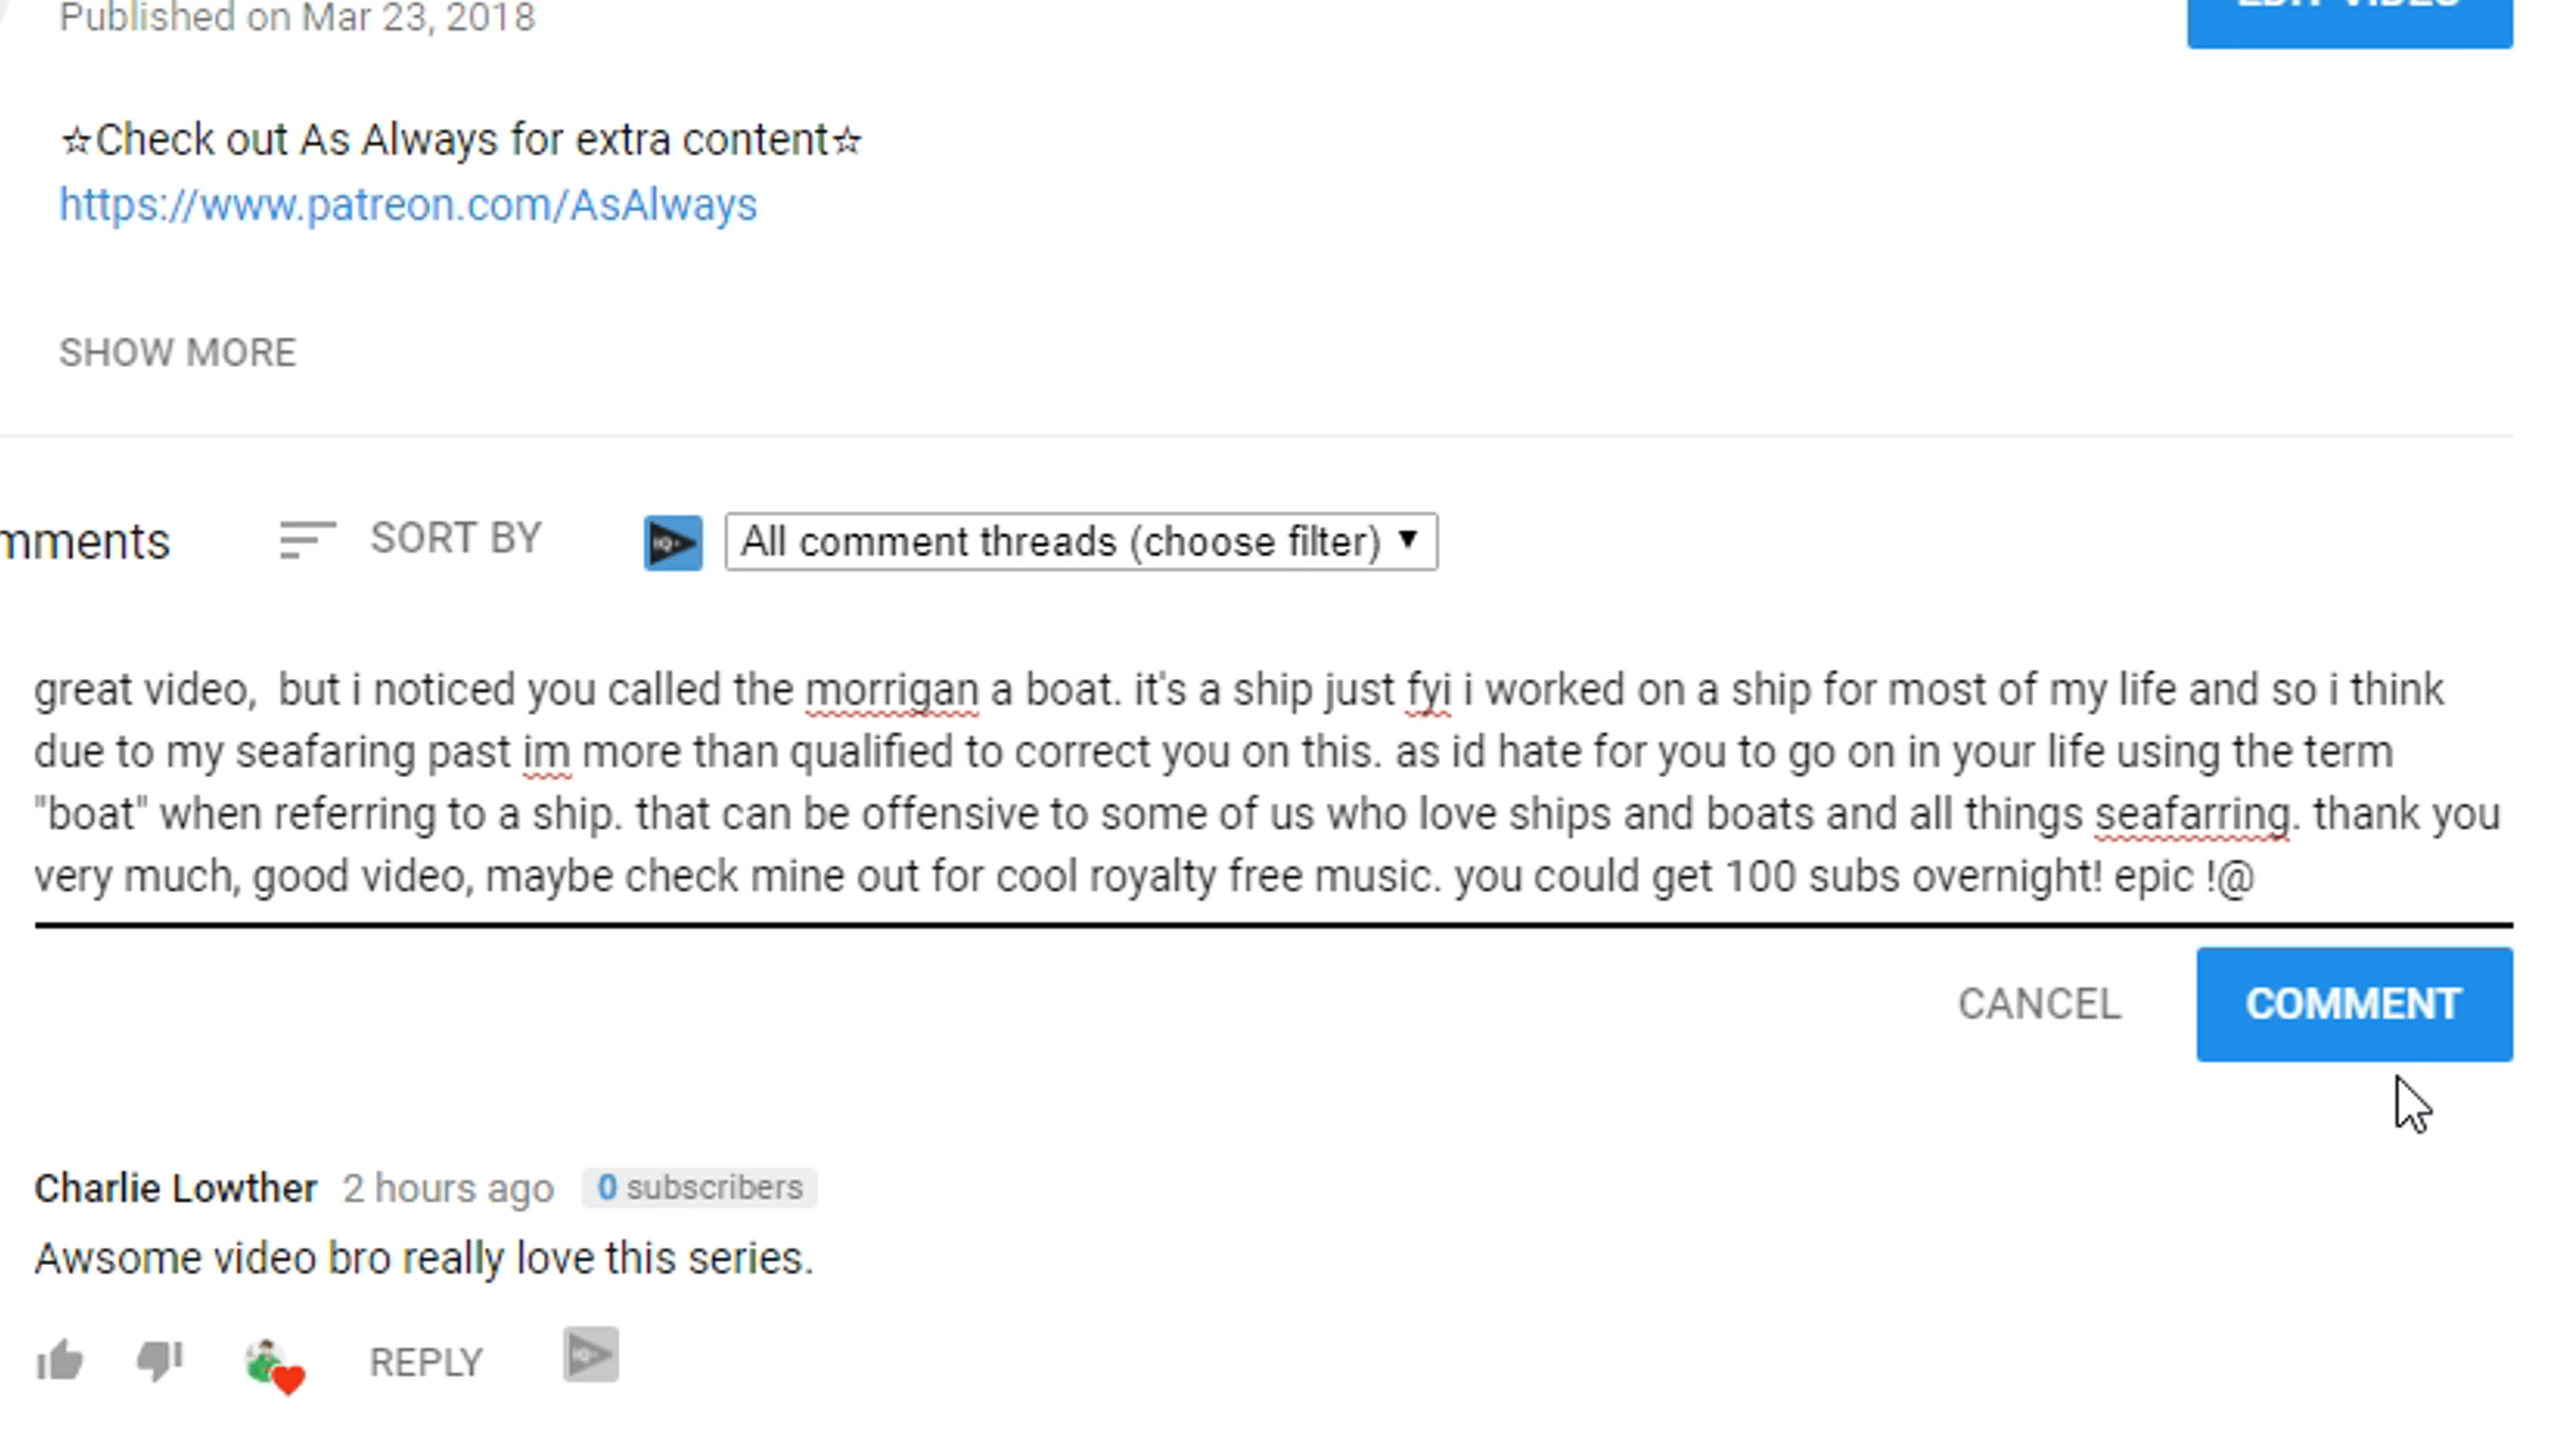 Published on Mar 23, 2018
EDIT VIDEO
☆Check out As Always for extra content☆
https://www.patreon.com/AsAlways
SHOW MORE
mments SORT BY IQ All comment threads (choose filter) ▼
great video,  but i noticed you called the morrigan a boat. it's a ship just fyi i worked on a ship for most of my life and so i think
due to my seafaring past im more than qualified to correct you on this. as id hate for you to go on in your life using the term
"boat" when referring to a ship. that can be offensive to some of us who love ships and boats and all things seafarring. thank you
very much, good video, maybe check mine out for cool royalty free music. you could get 100 subs overnight! epic !@
CANCEL COMMENT
Charlie Lowther 2 hours ago 0 subscribers
Awsome video bro really love this series.
REPLY IQ